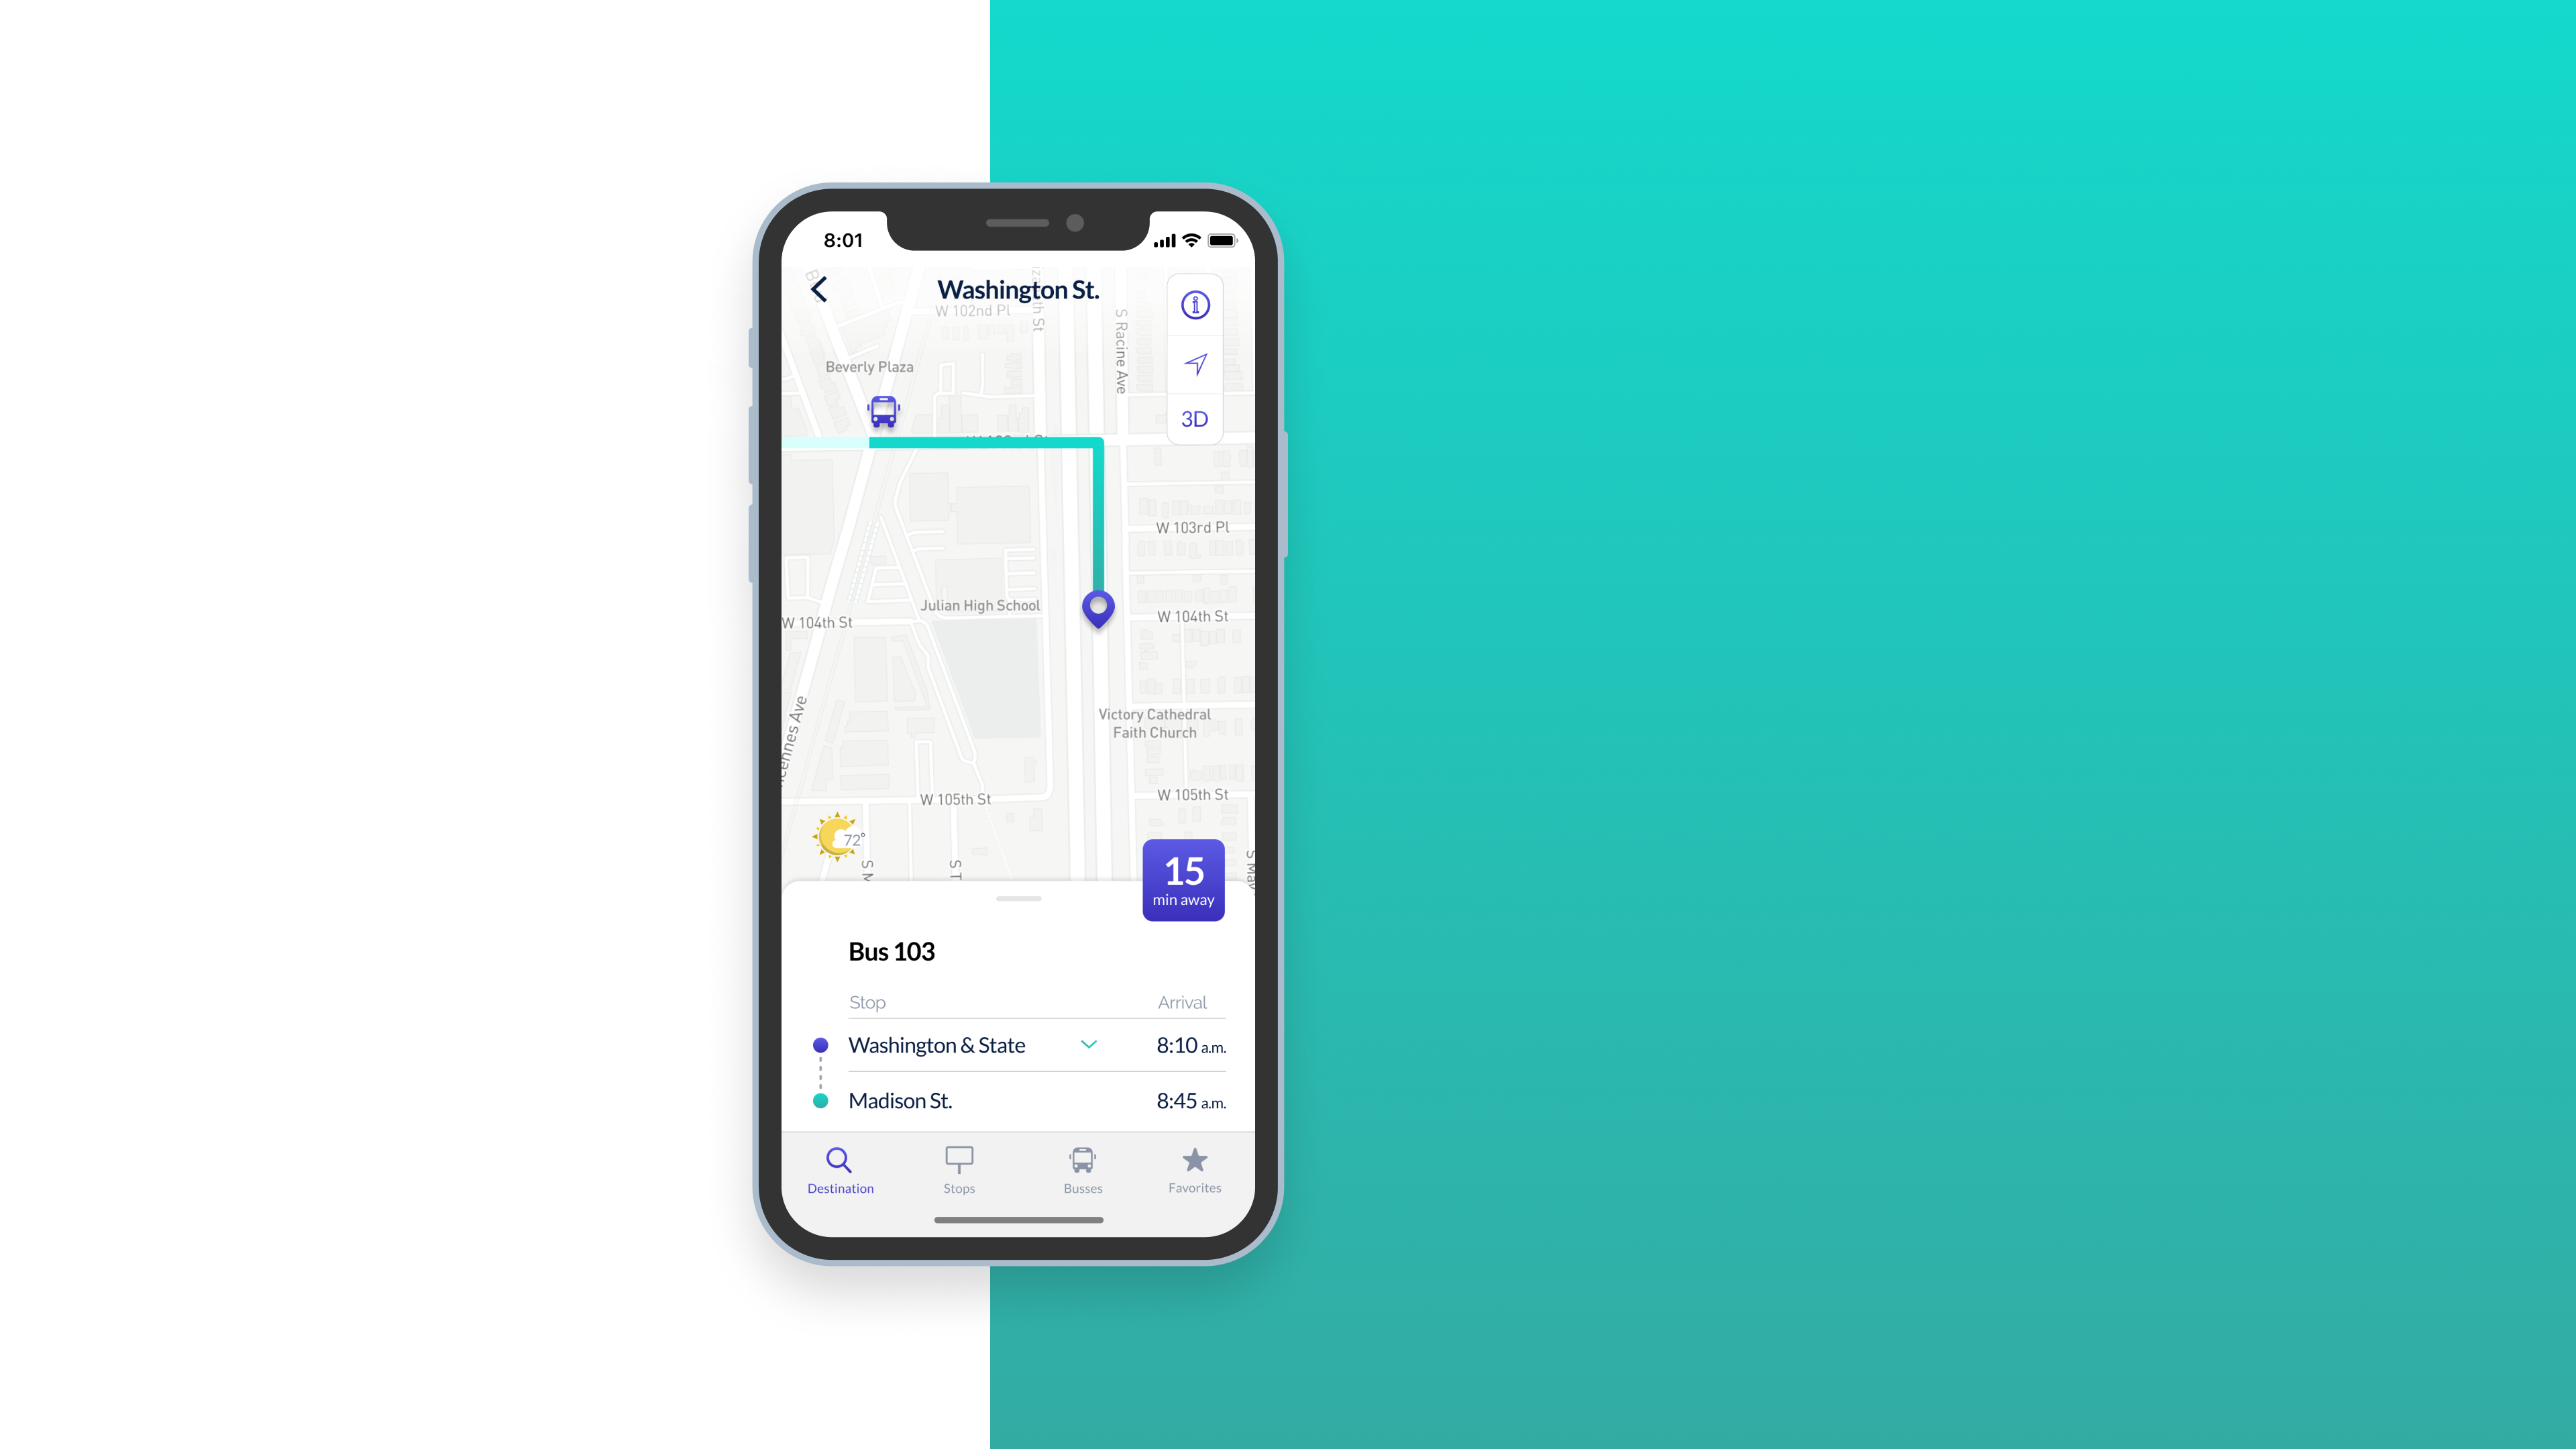 8:01
Washington St.
W 102nd Pl
th St
S Racine Ave
Beverly Plaza
3D
W 103rd Pl
Julian High School
W 104th St
W 104th St
Victory Cathedral
Faith Church
W 105th St
W 105th St
72°
S T
15
min away
Bus 103
Stop Arrival
Washington & State 8:10 a.m.
Madison St. 8:45 a.m.
Destination Stops Busses Favorites